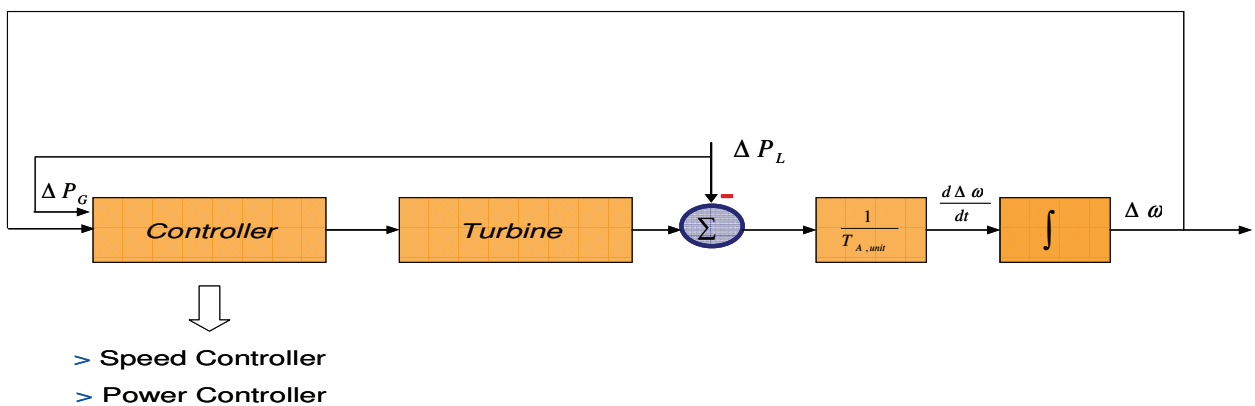 Δ P_L
Δ P_G
Controller
Turbine
Σ
−
1
T_A,unit
d Δ ω
dt
∫
Δ ω
> Speed Controller
> Power Controller